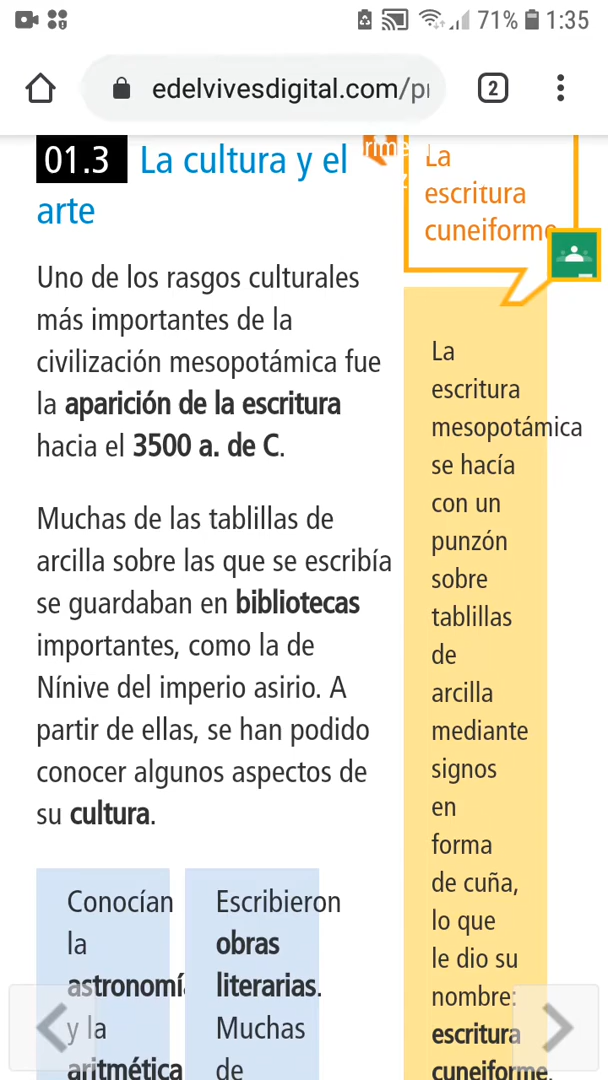 71% 1:35
edelvivesdigital.com/pr
2
01.3 La cultura y el
arte
Uno de los rasgos culturales
más importantes de la
civilización mesopotámica fue
la aparición de la escritura
hacia el 3500 a. de C.
Muchas de las tablillas de
arcilla sobre las que se escribía
se guardaban en bibliotecas
importantes, como la de
Nínive del imperio asirio. A
partir de ellas, se han podido
conocer algunos aspectos de
su cultura.
Conocían
la
astronomí
y la
aritmética
Escribieron
obras
literarias.
Muchas
de
La
escritura
cuneiforme
La
escritura
mesopotámica
se hacía
con un
punzón
sobre
tablillas
de
arcilla
mediante
signos
en
forma
de cuña,
lo que
le dio su
nombre:
escritura
cuneiforme.